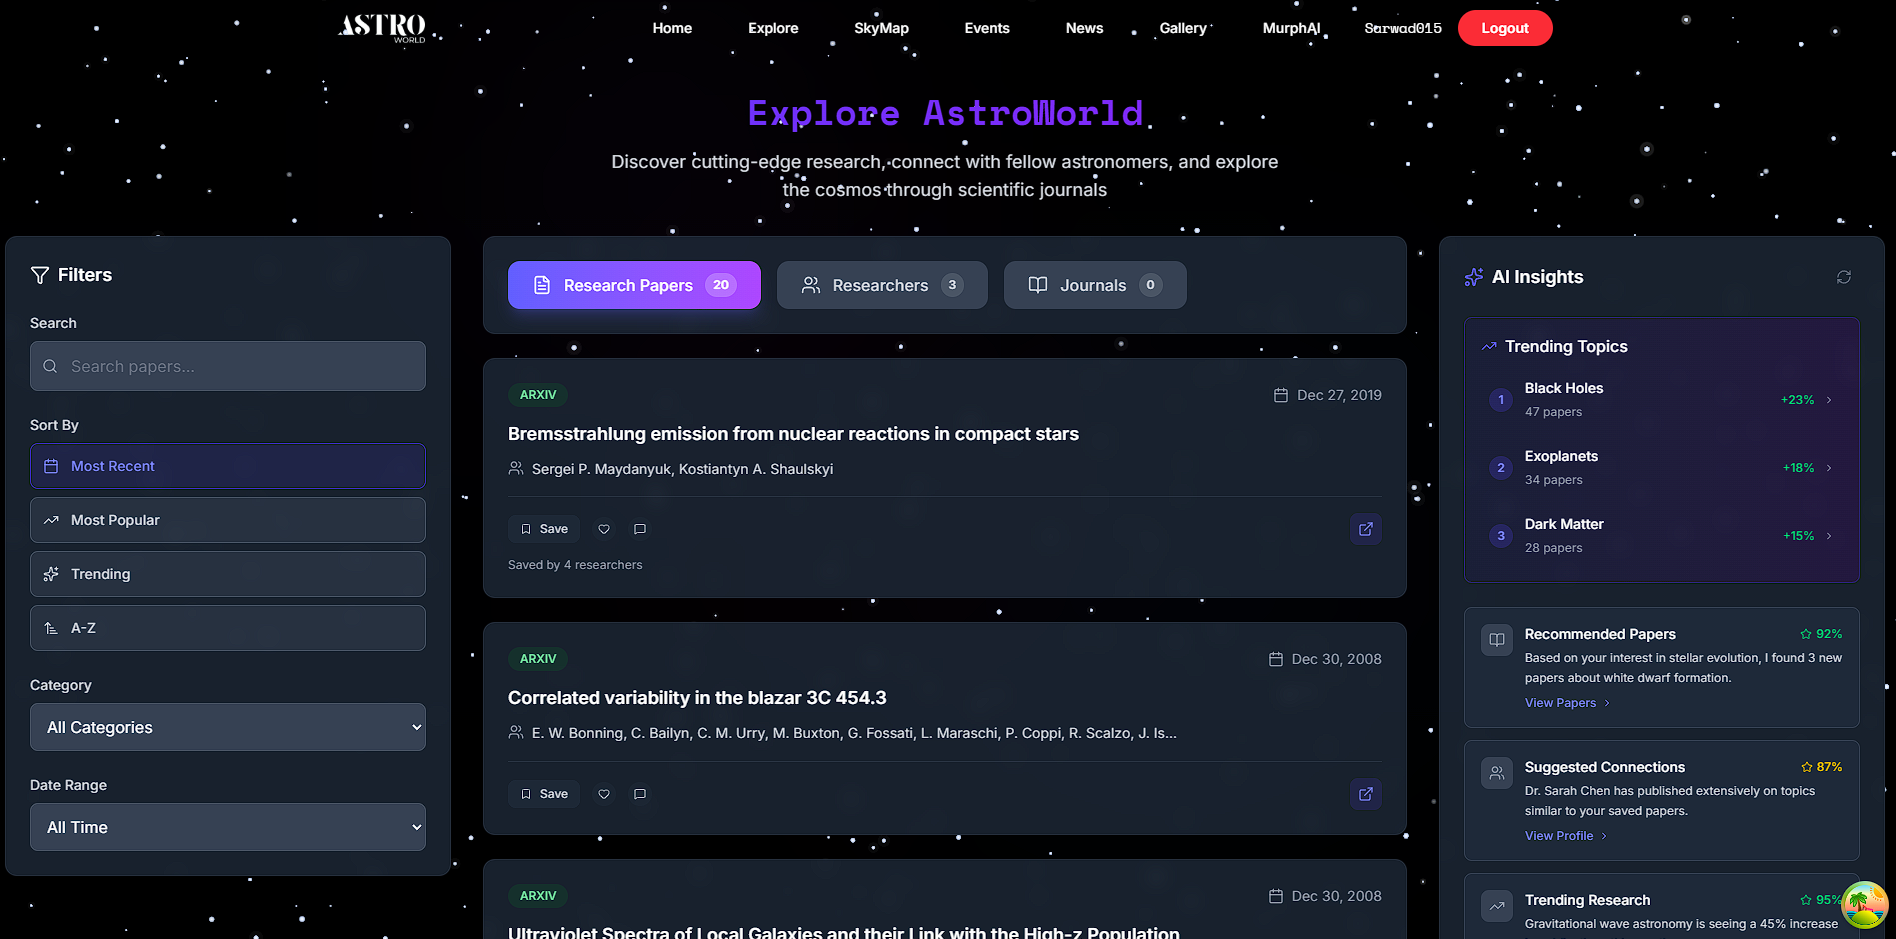 ASTRO
WORLD
Home
Explore
SkyMap
Events
News
Gallery
MurphAI
Sarwad015
Logout
Explore AstroWorld
Discover cutting-edge research, connect with fellow astronomers, and explore
the cosmos through scientific journals
Filters
Search
Search papers...
Sort By
Most Recent
Most Popular
Trending
A-Z
Category
All Categories
Date Range
All Time
Research Papers 20
Researchers 3
Journals 0
ARXIV
Dec 27, 2019
Bremsstrahlung emission from nuclear reactions in compact stars
Sergei P. Maydanyuk, Kostiantyn A. Shaulskyi
Save
Saved by 4 researchers
ARXIV
Dec 30, 2008
Correlated variability in the blazar 3C 454.3
E. W. Bonning, C. Bailyn, C. M. Urry, M. Buxton, G. Fossati, L. Maraschi, P. Coppi, R. Scalzo, J. Is...
Save
ARXIV
Dec 30, 2008
Ultraviolet Spectra of Local Galaxies and their Link with the High-z Population
AI Insights
Trending Topics
1
Black Holes
47 papers
+23%
2
Exoplanets
34 papers
+18%
3
Dark Matter
28 papers
+15%
Recommended Papers
92%
Based on your interest in stellar evolution, I found 3 new
papers about white dwarf formation.
View Papers
Suggested Connections
87%
Dr. Sarah Chen has published extensively on topics
similar to your saved papers.
View Profile
Trending Research
95%
Gravitational wave astronomy is seeing a 45% increase